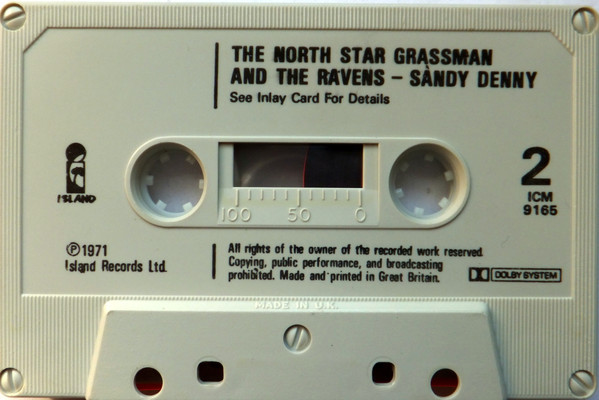 THE NORTH STAR GRASSMAN
AND THE RAVENS – SANDY DENNY
See Inlay Card For Details
ISLAND
2
ICM
9165
100 50 0
℗1971
Island Records Ltd.
All rights of the owner of the recorded work reserved.
Copying, public performance, and broadcasting
prohibited. Made and printed in Great Britain.
DOLBY SYSTEM
MADE IN U.K.